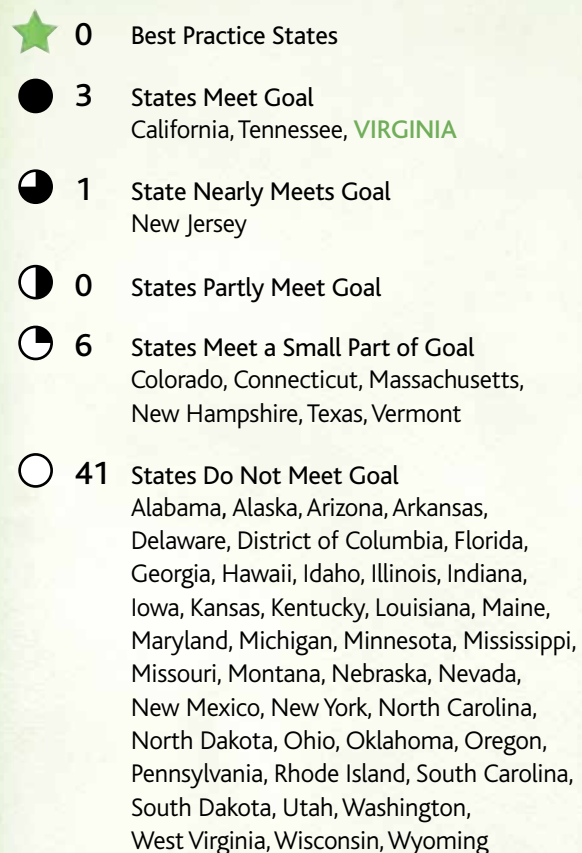 0 Best Practice States
3 States Meet Goal
California, Tennessee, VIRGINIA
1 State Nearly Meets Goal
New Jersey
0 States Partly Meet Goal
6 States Meet a Small Part of Goal
Colorado, Connecticut, Massachusetts,
New Hampshire, Texas, Vermont
41 States Do Not Meet Goal
Alabama, Alaska, Arizona, Arkansas,
Delaware, District of Columbia, Florida,
Georgia, Hawaii, Idaho, Illinois, Indiana,
Iowa, Kansas, Kentucky, Louisiana, Maine,
Maryland, Michigan, Minnesota, Mississippi,
Missouri, Montana, Nebraska, Nevada,
New Mexico, New York, North Carolina,
North Dakota, Ohio, Oklahoma, Oregon,
Pennsylvania, Rhode Island, South Carolina,
South Dakota, Utah, Washington,
West Virginia, Wisconsin, Wyoming